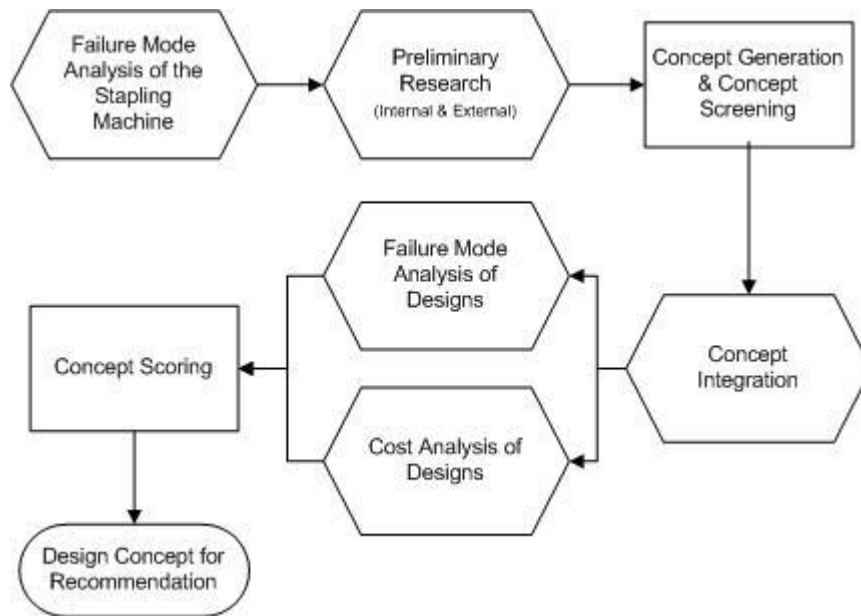 Failure Mode
Analysis of the
Stapling
Machine
Preliminary
Research
(Internal & External)
Concept Generation
& Concept
Screening
Failure Mode
Analysis of
Designs
Concept Scoring
Concept
Integration
Cost Analysis of
Designs
Design Concept for
Recommendation